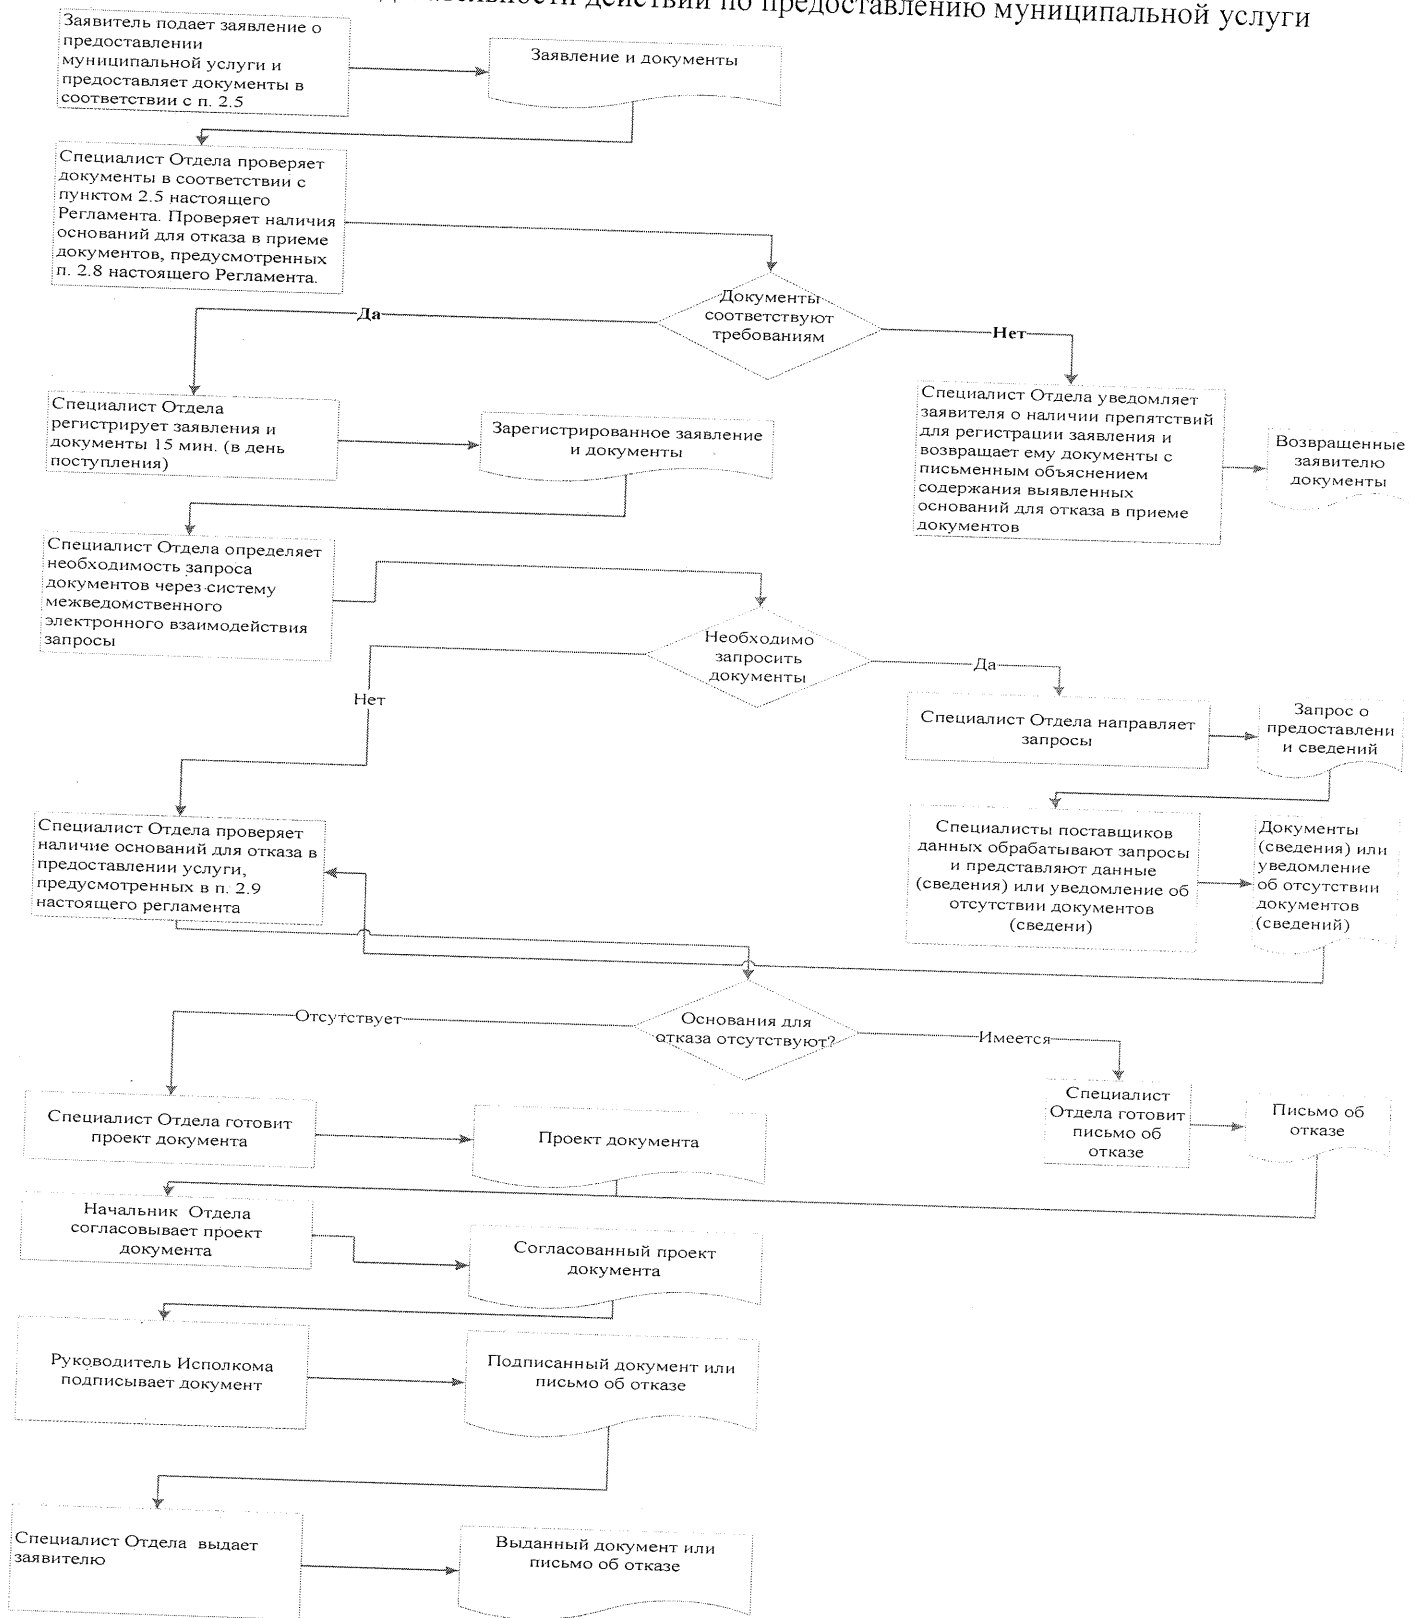 действий по предоставлению муниципальной услуги
Заявитель подает заявление о
предоставлении
муниципальной услуги и
предоставляет документы в
соответствии с п. 2.5
Заявление и документы
Специалист Отдела проверяет
документы в соответствии с
пунктом 2.5 настоящего
Регламента. Проверяет наличия
оснований для отказа в приеме
документов, предусмотренных
п. 2.8 настоящего Регламента.
Документы
соответствуют
требованиям
Да
Нет
Специалист Отдела
регистрирует заявления и
документы 15 мин. (в день
поступления)
Зарегистрированное заявление
и документы
Специалист Отдела уведомляет
заявителя о наличии препятствий
для регистрации заявления и
возвращает ему документы с
письменным объяснением
содержания выявленных
оснований для отказа в приеме
документов
Возвращенные
заявителю
документы
Специалист Отдела определяет
необходимость запроса
документов через систему
межведомственного
электронного взаимодействия
запросы
Необходимо
запросить
документы
Нет
Да
Специалист Отдела направляет
запросы
Запрос о
предоставлени
и сведений
Специалист Отдела проверяет
наличие оснований для отказа в
предоставлении услуги,
предусмотренных в п. 2.9
настоящего регламента
Специалисты поставщиков
данных обрабатывают запросы
и представляют данные
(сведения) или уведомление об
отсутствии документов
(сведени)
Документы
(сведения) или
уведомление
об отсутствии
документов
(сведений)
Основания для
отказа отсутствуют?
Отсутствует
Имеется
Специалист Отдела готовит
проект документа
Проект документа
Специалист
Отдела готовит
письмо об
отказе
Письмо об
отказе
Начальник Отдела
согласовывает проект
документа
Согласованный проект
документа
Руководитель Исполкома
подписывает документ
Подписанный документ или
письмо об отказе
Специалист Отдела выдает
заявителю
Выданный документ или
письмо об отказе